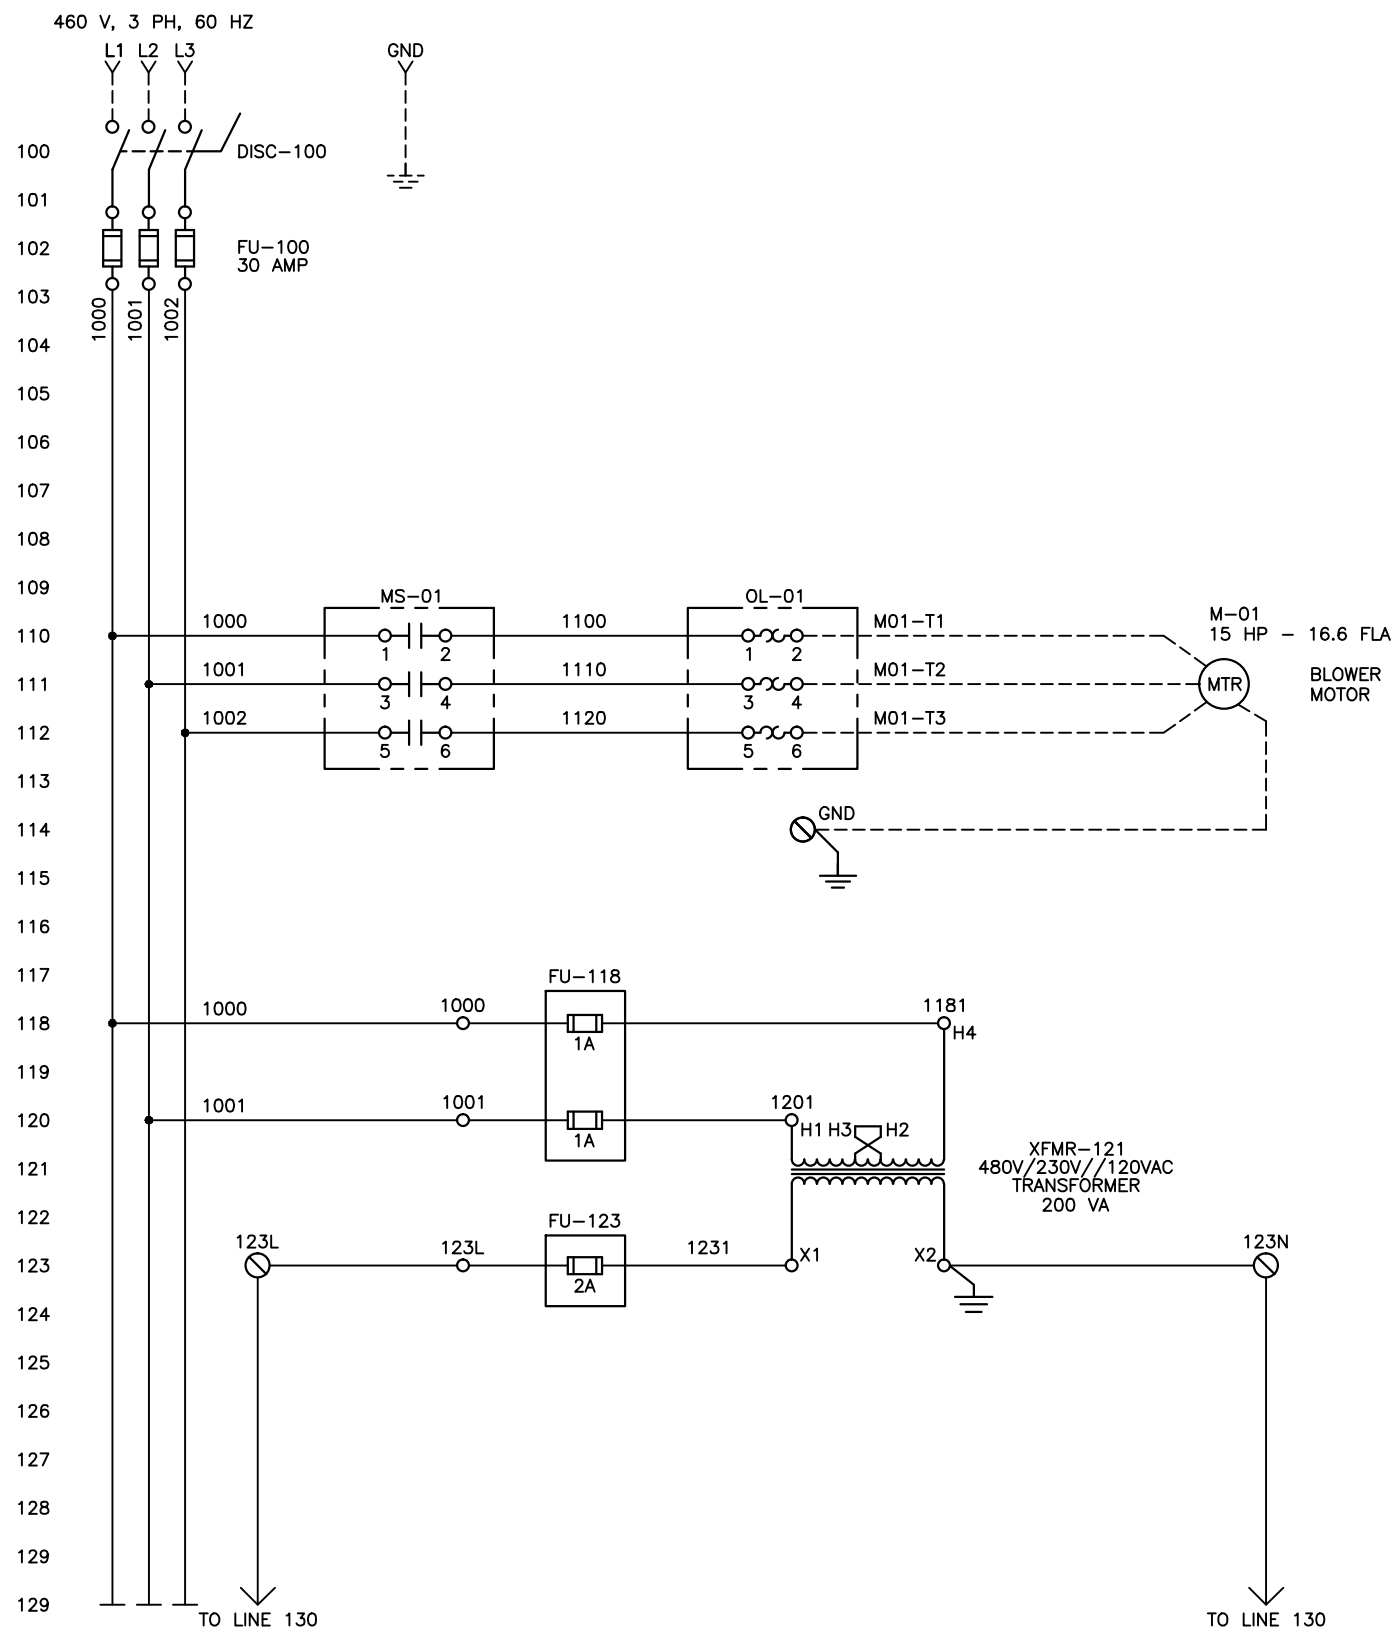 460 V, 3 PH, 60 HZ
L1 L2 L3 GND
100 DISC-100
101
102 FU-100
30 AMP
103
1000 1001 1002
104
105
106
107
108
109 MS-01 OL-01
M-01
110 1000 1100 M01-T1 15 HP - 16.6 FLA
1 2 1 2
111 1001 1110 M01-T2 MTR BLOWER
MOTOR
3 4 3 4
112 1002 1120 M01-T3
5 6 5 6
113
114 GND
115
116
117 FU-118
118 1000 1000 1181
1A H4
119
120 1001 1001 1201
1A H1 H3 H2
121 XFMR-121
480V/230V//120VAC
TRANSFORMER
200 VA
122 FU-123
123 123L 123L 1231 X1 X2 123N
2A
124
125
126
127
128
129
129
TO LINE 130 TO LINE 130